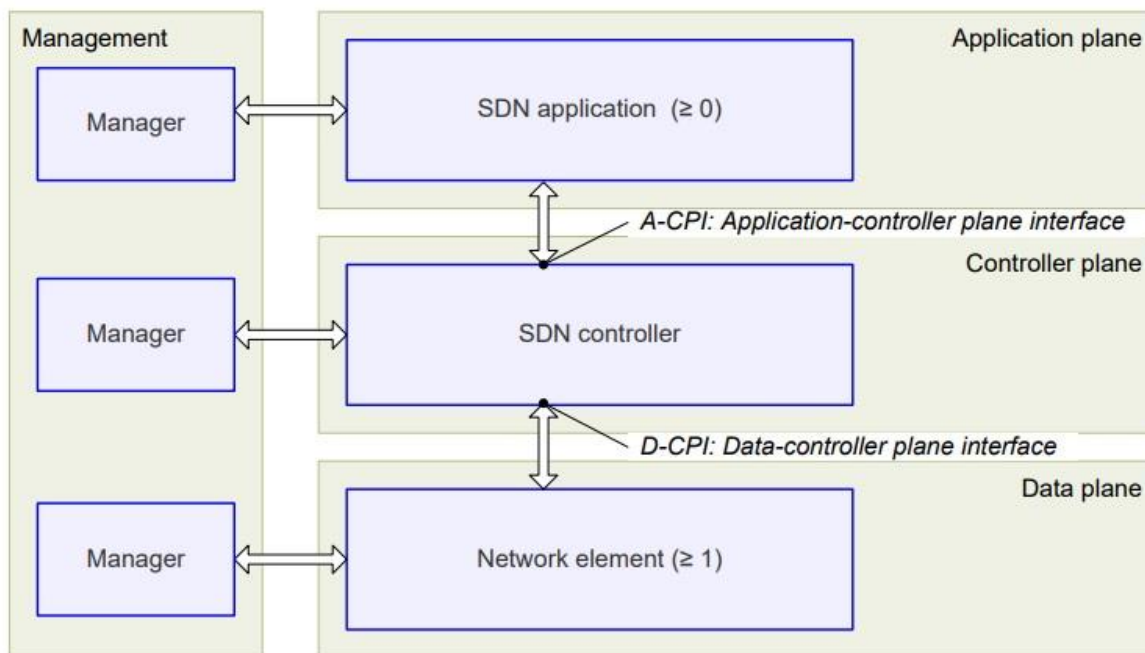 Management
Application plane
Manager
SDN application (≥ 0)
A-CPI: Application-controller plane interface
Controller plane
Manager
SDN controller
D-CPI: Data-controller plane interface
Data plane
Manager
Network element (≥ 1)